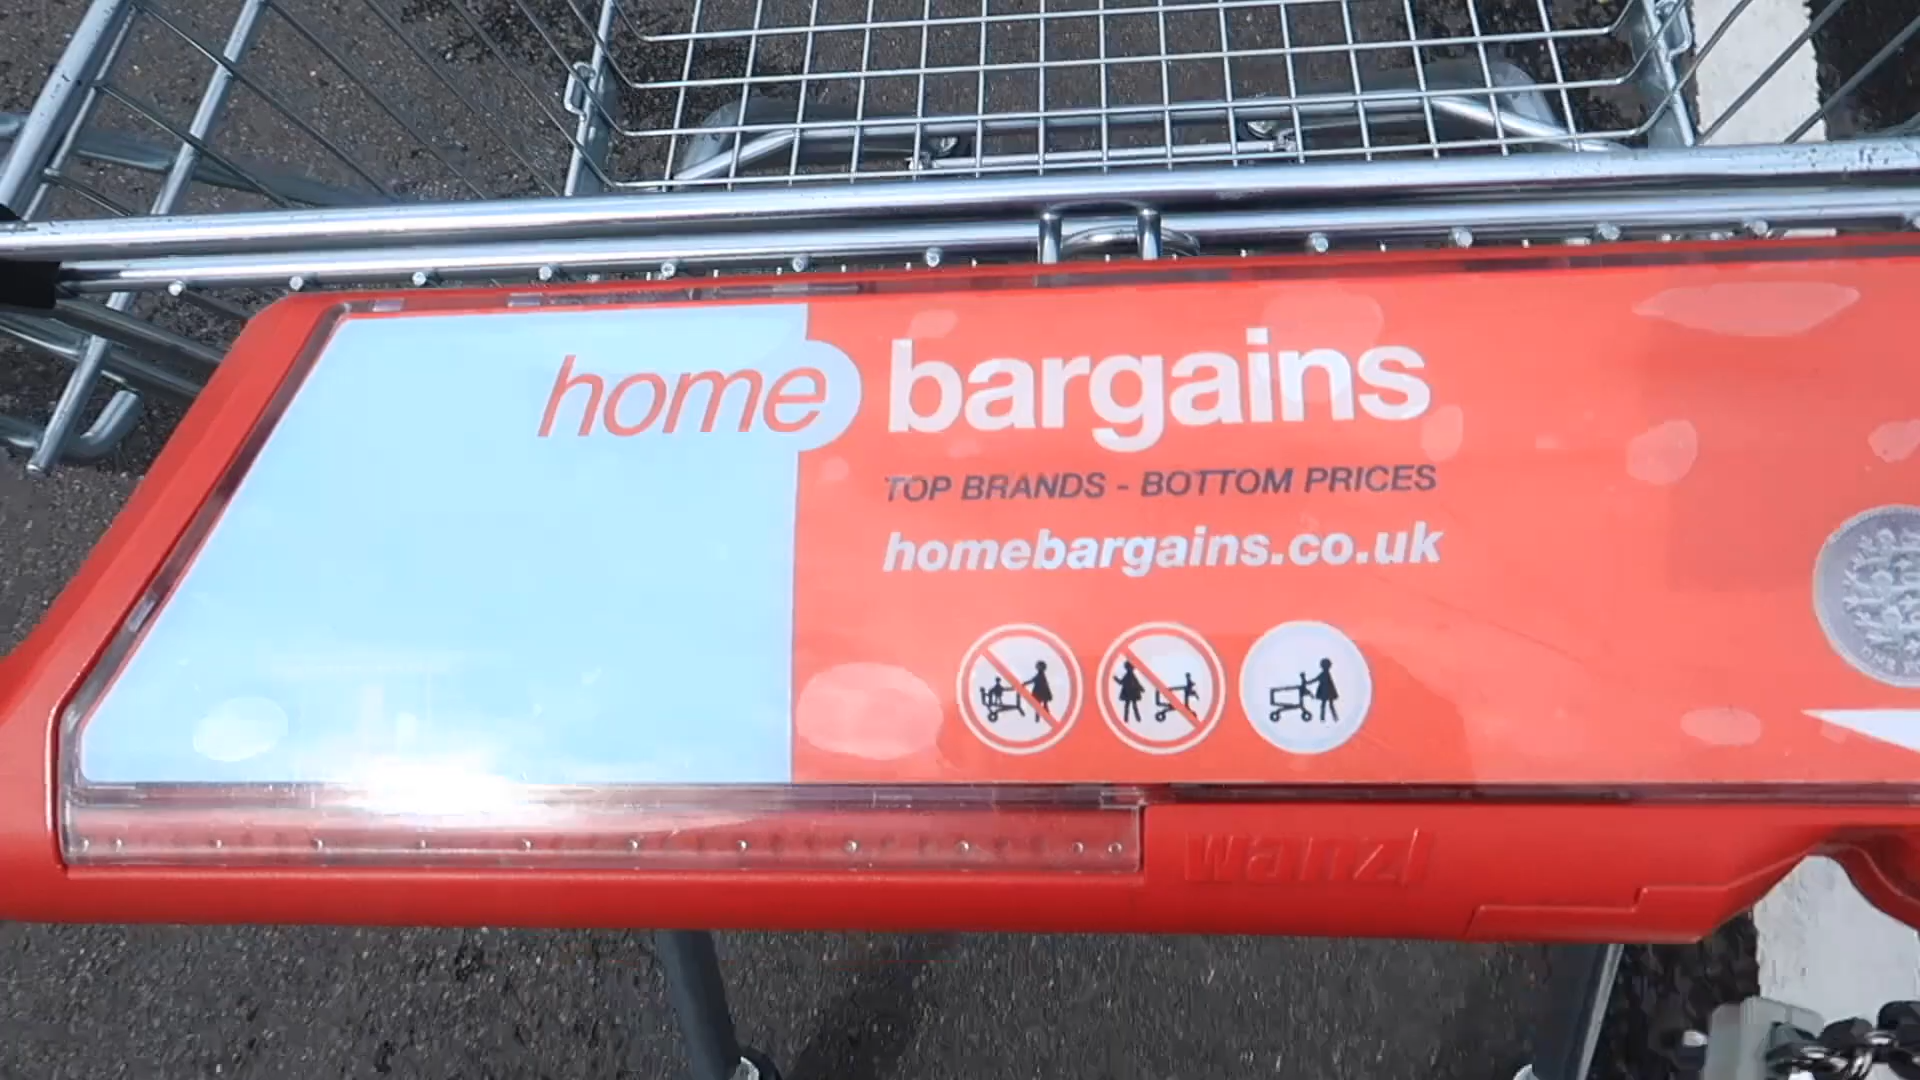 home bargains
TOP BRANDS - BOTTOM PRICES
homebargains.co.uk
wanzl